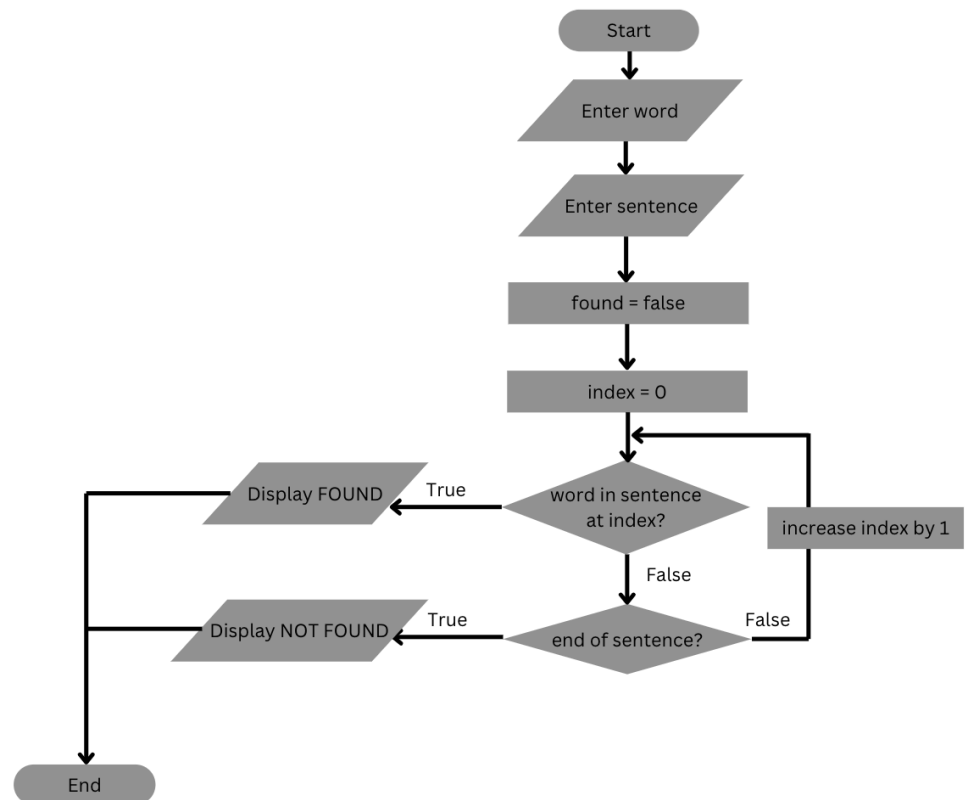 Start
Enter word
Enter sentence
found = false
index = 0
word in sentence
at index?
True
Display FOUND
increase index by 1
False
end of sentence?
True
Display NOT FOUND
False
End